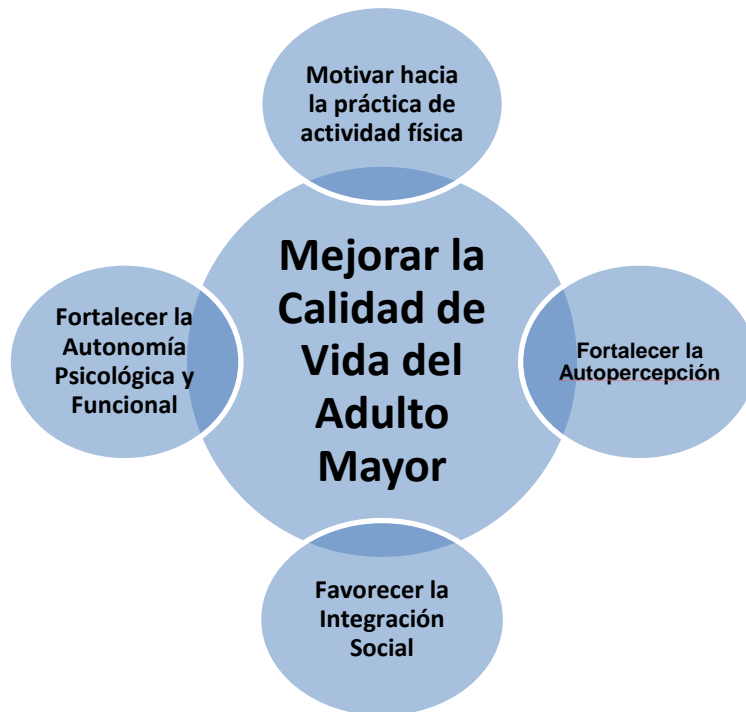 Motivar hacia
la práctica de
actividad física
Mejorar la
Calidad de
Vida del
Adulto
Mayor
Fortalecer la
Autonomía
Psicológica y
Funcional
Fortalecer la
Autopercepción
Favorecer la
Integración
Social